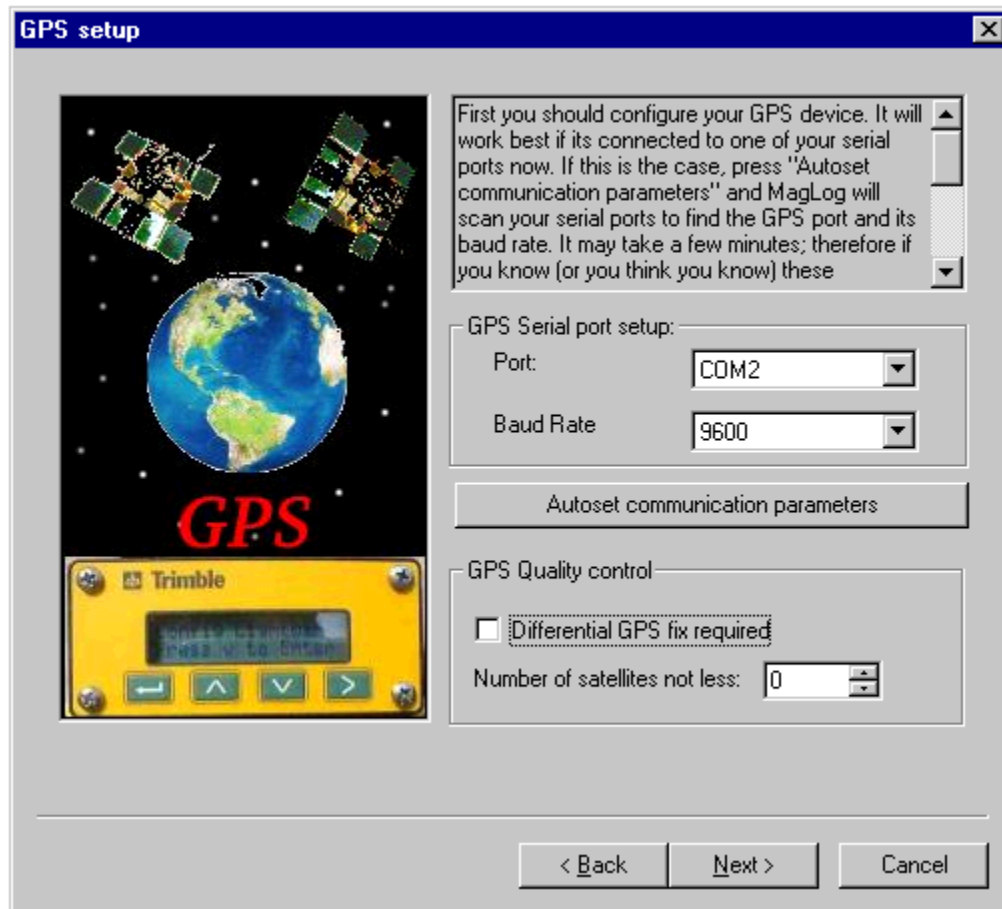 GPS setup
First you should configure your GPS device. It will
work best if its connected to one of your serial
ports now. If this is the case, press "Autoset
communication parameters" and MagLog will
scan your serial ports to find the GPS port and its
baud rate. It may take a few minutes; therefore if
you know (or you think you know) these
GPS Serial port setup:
Port:
COM2
Baud Rate
9600
GPS
Autoset communication parameters
Trimble
Press v to Enter
GPS Quality control
Differential GPS fix required
Number of satellites not less:
0
< Back
Next >
Cancel